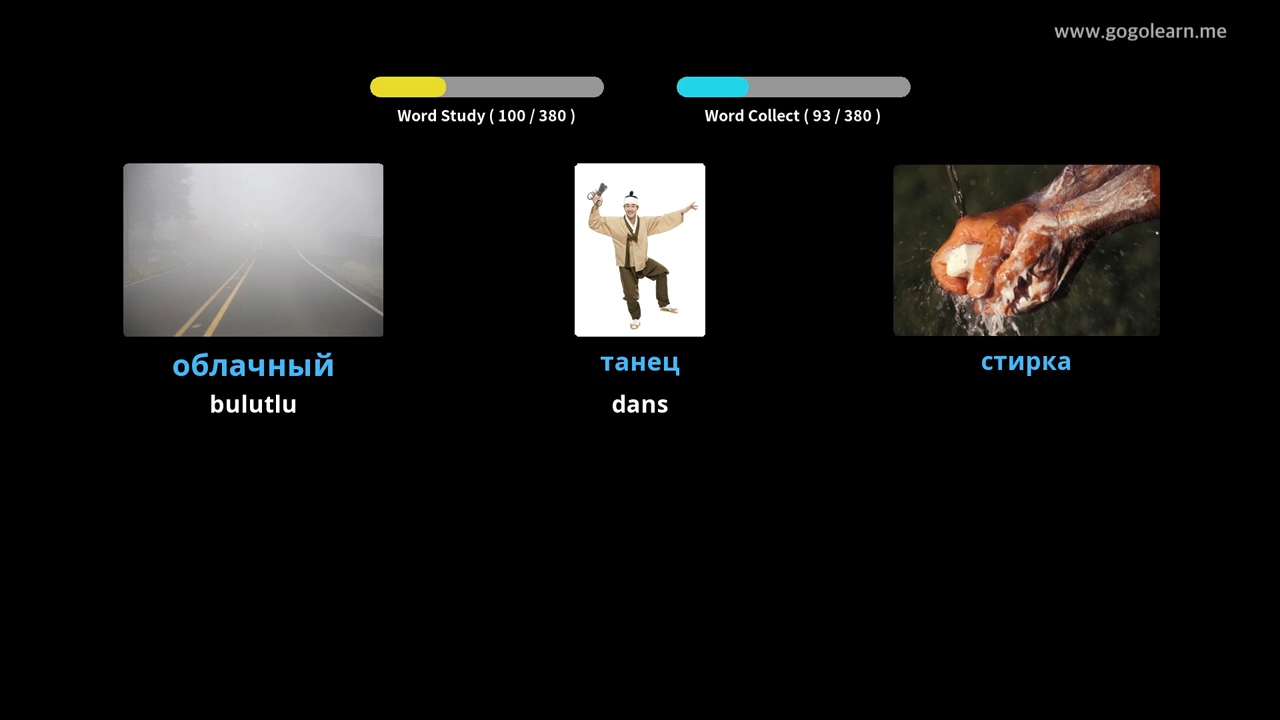 www.gogolearn.me
Word Study ( 100 / 380 )
Word Collect ( 93 / 380 )
облачный
танец
стирка
bulutlu
dans